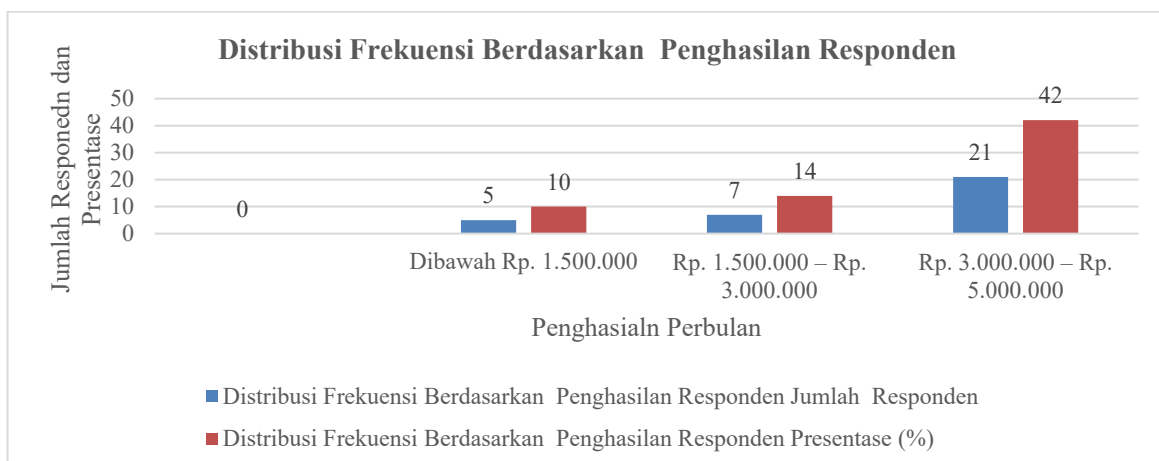 Distribusi Frekuensi Berdasarkan  Penghasilan Responden
Jumlah Responedn dan
Presentase
50
40
30
20
10
0
0
5
10
7
14
21
42
Dibawah Rp. 1.500.000
Rp. 1.500.000 – Rp.
3.000.000
Rp. 3.000.000 – Rp.
5.000.000
Penghasialn Perbulan
Distribusi Frekuensi Berdasarkan  Penghasilan Responden Jumlah  Responden
Distribusi Frekuensi Berdasarkan  Penghasilan Responden Presentase (%)